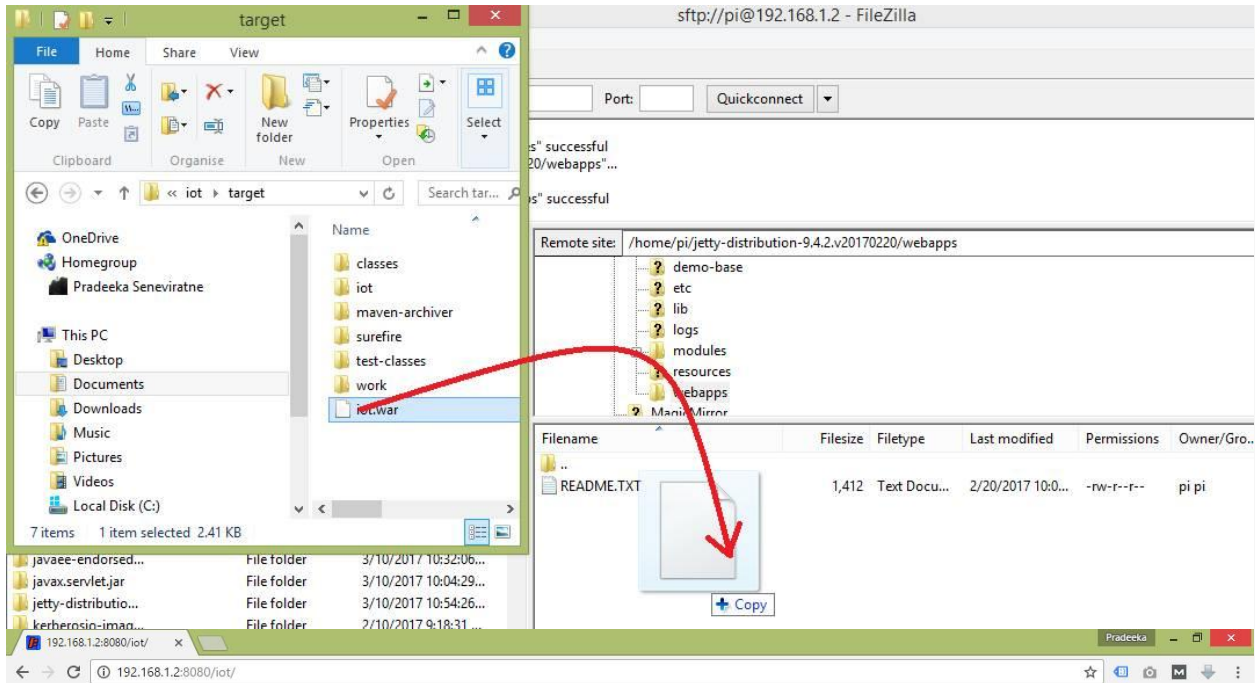 target
sftp://pi@192.168.1.2 - FileZilla
File Home Share View
Port: Quickconnect
Copy Paste New folder Properties Select
Clipboard Organise New Open
s" successful
20/webapps"...
s" successful
« iot ▸ target
Search tar...
OneDrive
Homegroup
Pradeeka Seneviratne
This PC
Desktop
Documents
Downloads
Music
Pictures
Videos
Local Disk (C:)
Name
classes
iot
maven-archiver
surefire
test-classes
work
iot.war
7 items 1 item selected 2.41 KB
Remote site: /home/pi/jetty-distribution-9.4.2.v20170220/webapps
demo-base
etc
lib
logs
modules
resources
webapps
MagicMirror
Filename Filesize Filetype Last modified Permissions Owner/Gro..
..
README.TXT 1,412 Text Docu... 2/20/2017 10:0... -rw-r--r-- pi pi
Copy
javaee-endorsed... File folder 3/10/2017 10:32:06...
javax.servlet.jar File folder 3/10/2017 10:04:29...
jetty-distributio... File folder 3/10/2017 10:54:26...
kerberosio-imag... File folder 2/10/2017 9:18:31 ...
192.168.1.2:8080/iot/
Pradeeka
192.168.1.2:8080/iot/